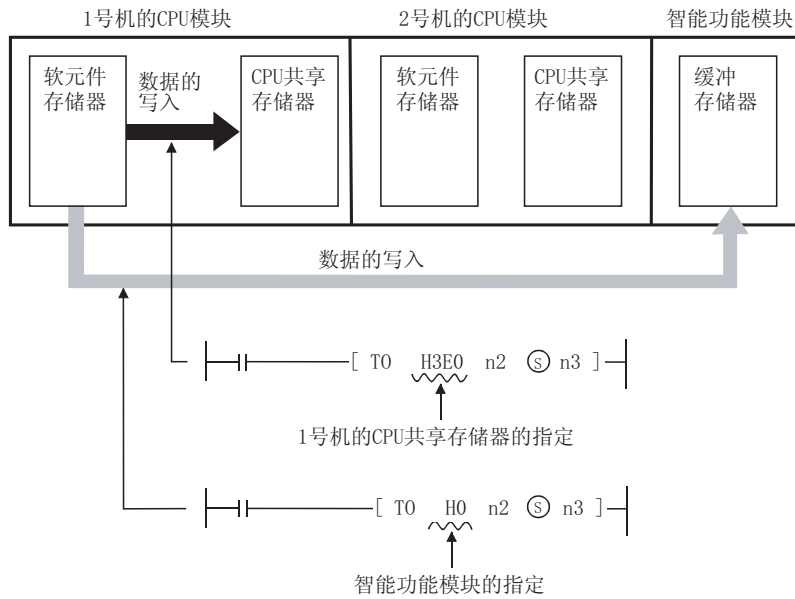 1号机的CPU模块
2号机的CPU模块
智能功能模块
软元件
存储器
数据的
写入
CPU共享
存储器
软元件
存储器
CPU共享
存储器
缓冲
存储器
数据的写入
[ TO H3E0 n2 Ⓢ n3 ]
1号机的CPU共享存储器的指定
[ TO H0 n2 Ⓢ n3 ]
智能功能模块的指定